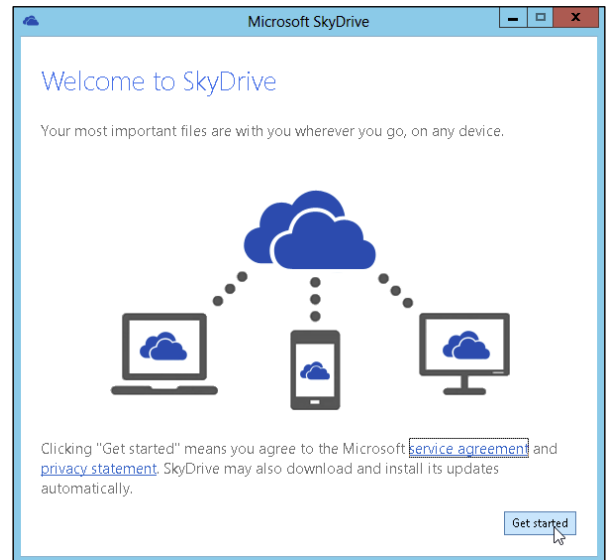 Microsoft SkyDrive
Welcome to SkyDrive
Your most important files are with you wherever you go, on any device.
Clicking "Get started" means you agree to the Microsoft service agreement and
privacy statement. SkyDrive may also download and install its updates
automatically.
Get started